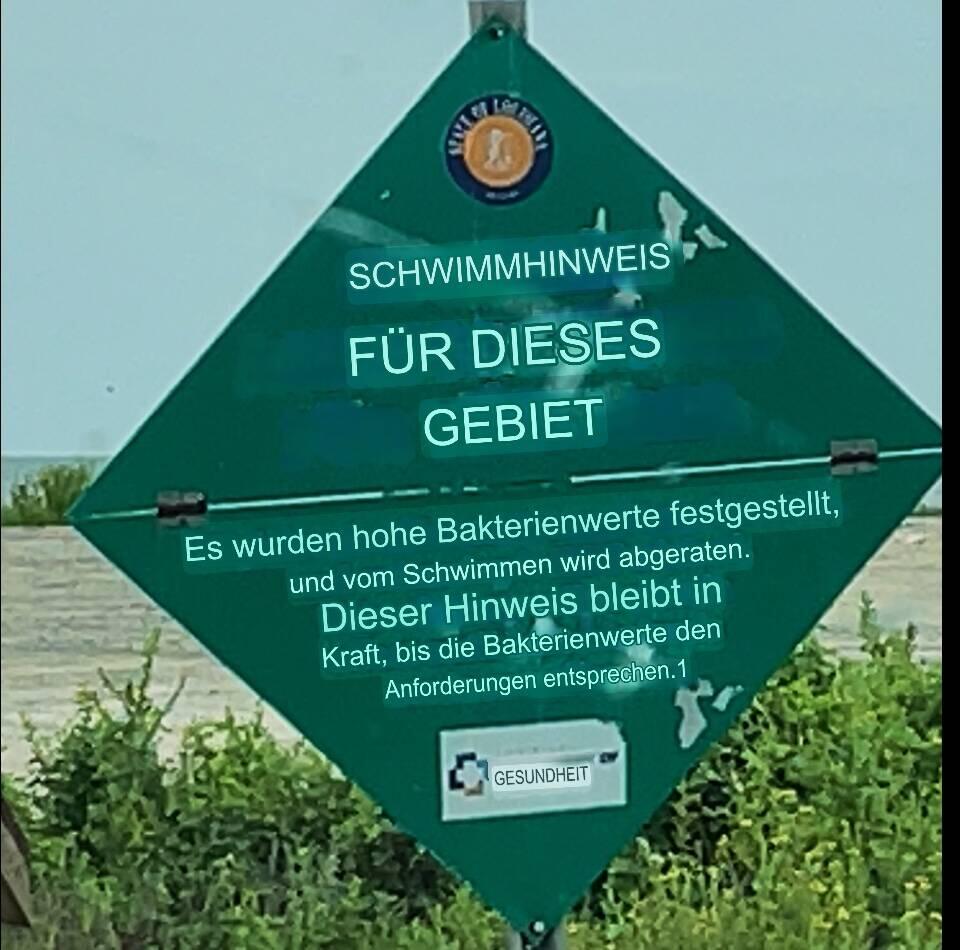 SCHWIMMHINWEIS
FÜR DIESES
GEBIET
Es wurden hohe Bakterienwerte festgestellt,
und vom Schwimmen wird abgeraten.
Dieser Hinweis bleibt in
Kraft, bis die Bakterienwerte den
Anforderungen entsprechen.1
GESUNDHEIT